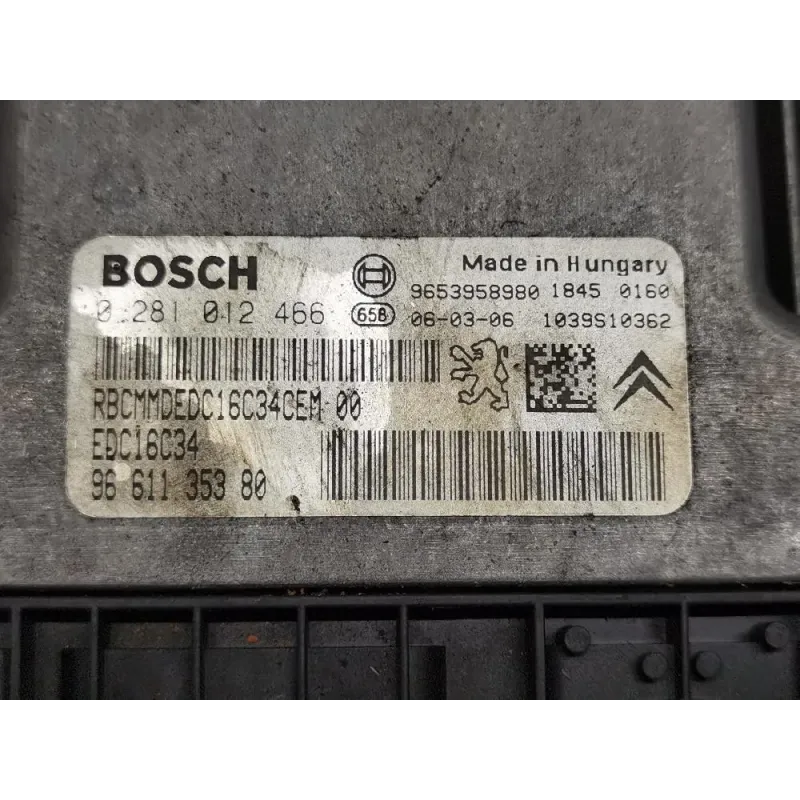 BOSCH
Made in Hungary
9653958980 1845 0160
0 281 012 466 658 06-03-06 1039S10362
RBCMMDEDC16C34CEM 00
EDC16C34
96 611 353 80